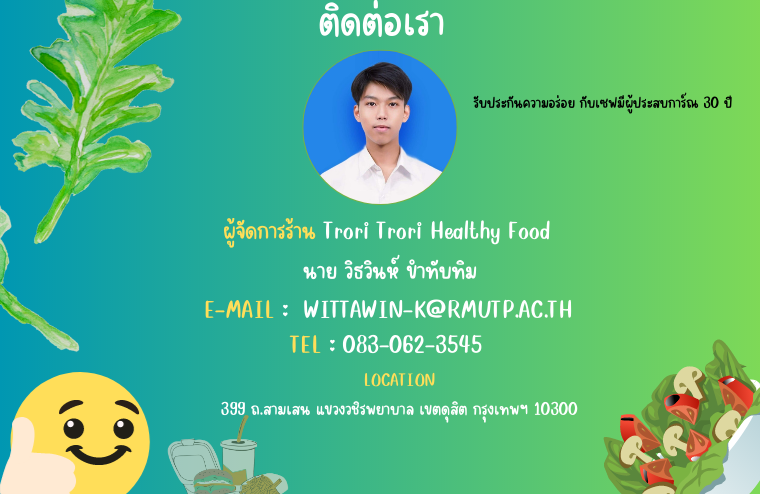 ติดต่อเรา
รับประกันความอร่อย กับเชฟมีผู้ประสบการ์ณ 30 ปี
ผู้จัดการร้าน Trori Trori Healthy Food
นาย วิธวินห์ ขำทับทิม
E-MAIL : WITTAWIN-K@RMUTP.AC.TH
TEL : 083-062-3545
LOCATION
399 ถ.สามเสน แขวงวชิรพยาบาล เขตดุสิต กรุงเทพฯ 10300